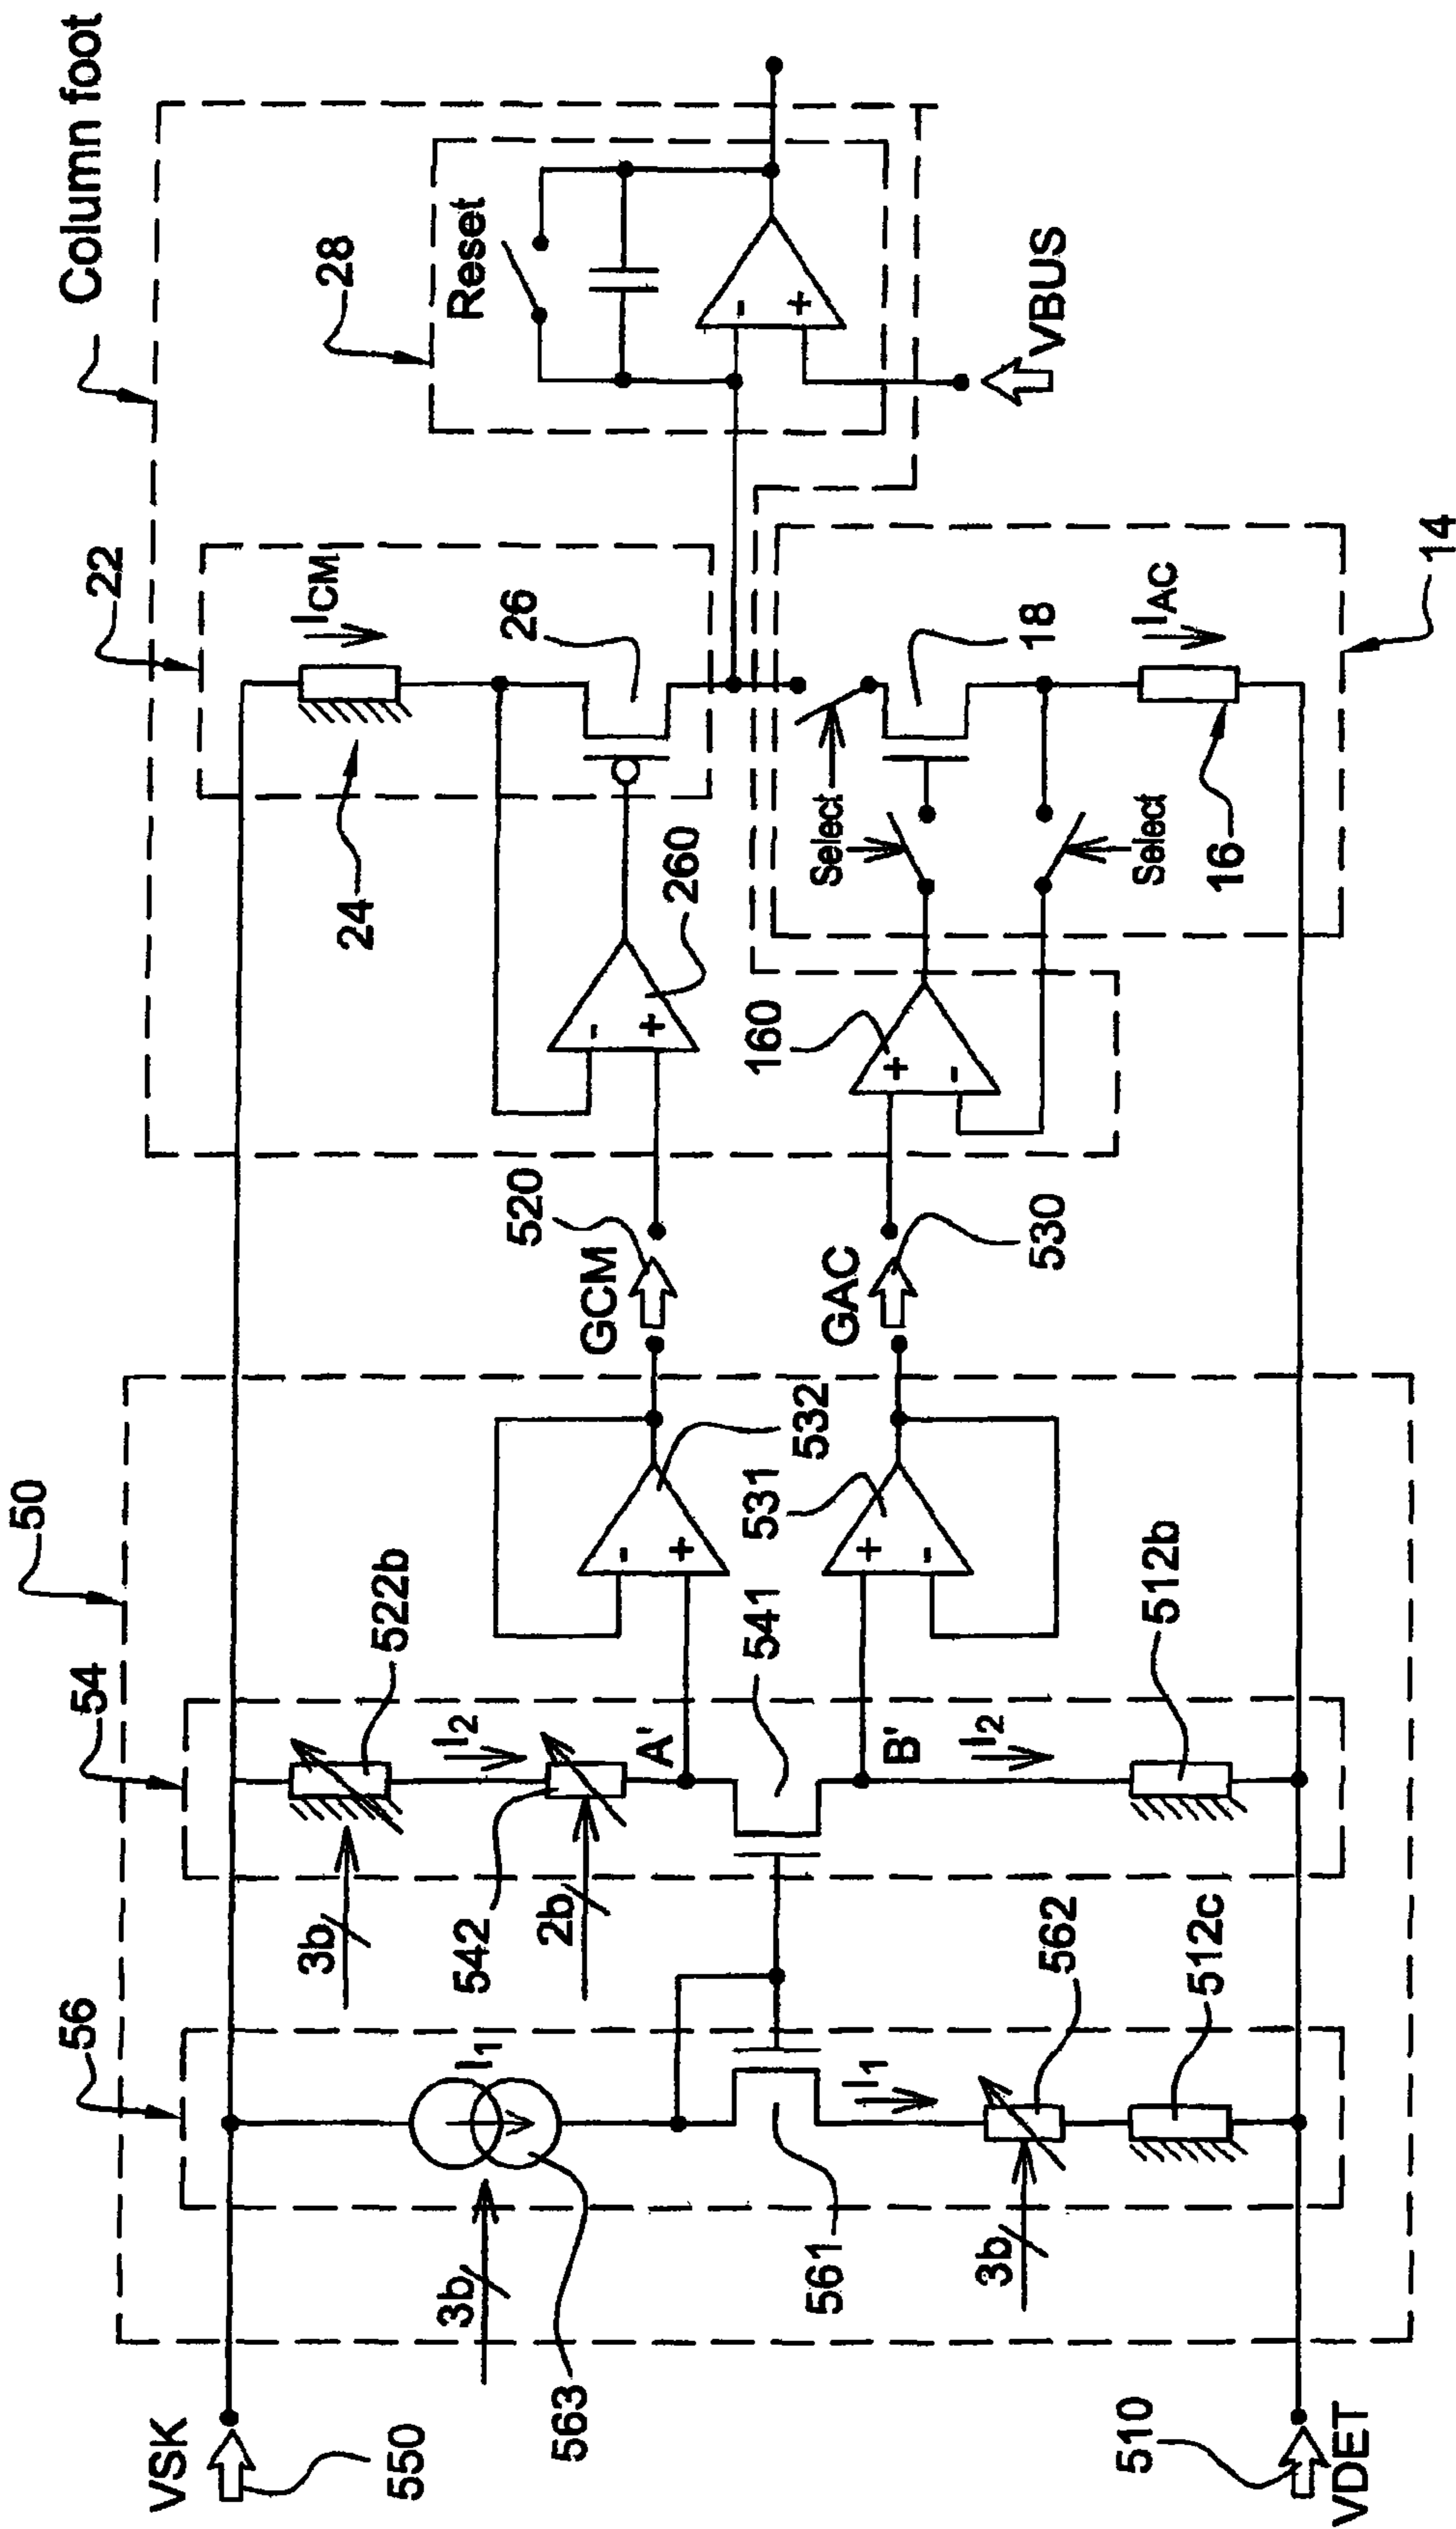 Column foot
50
54
56
22
28
VSK
550
563
3b
I₁
561
I₁
3b
562
512c
3b
522b
I₂
542
2b
A'
541
B'
I₂
512b
532
531
GCM
520
GAC
530
24
I_CM
26
-
+
260
160
+
-
Select
Select
18
I_AC
16
14
Reset
-
+
VBUS
-
+
+
-
510
VDET